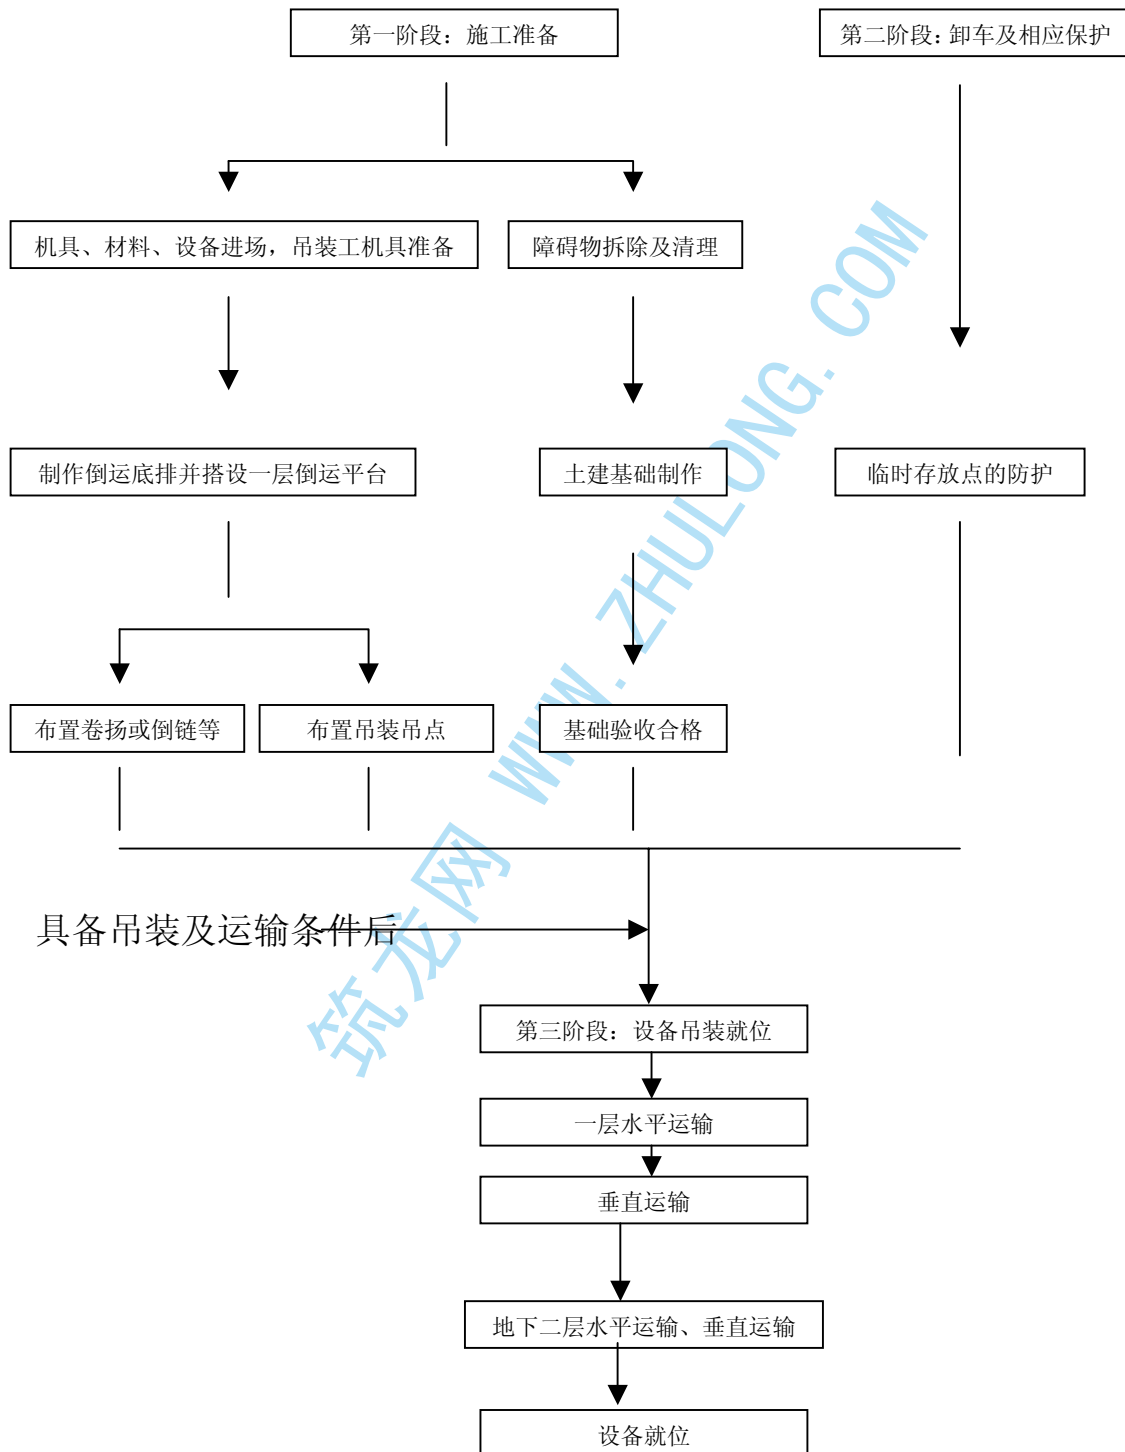 第一阶段：施工准备
第二阶段：卸车及相应保护
机具、材料、设备进场，吊装工机具准备
障碍物拆除及清理
制作倒运底排并搭设一层倒运平台
土建基础制作
临时存放点的防护
布置卷扬或倒链等
布置吊装吊点
基础验收合格
具备吊装及运输条件后
第三阶段：设备吊装就位
一层水平运输
垂直运输
地下二层水平运输、垂直运输
设备就位
筑龙网 WWW.ZHULONG.COM